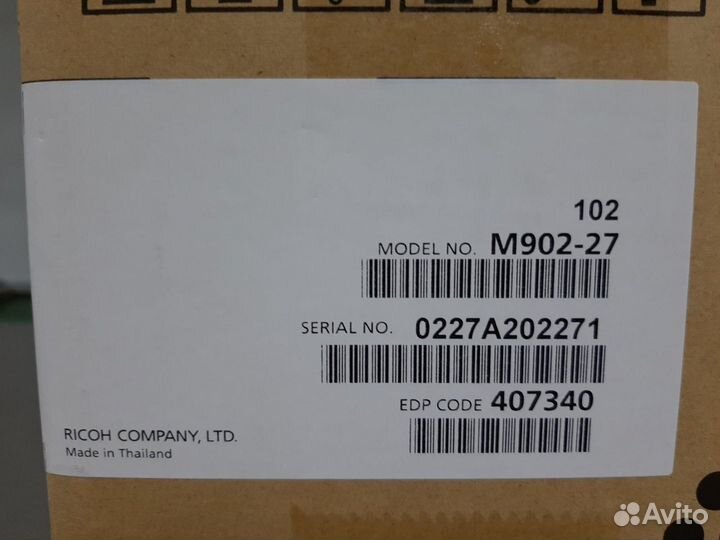 102
MODEL NO. M902-27
SERIAL NO. 0227A202271
EDP CODE 407340
RICOH COMPANY, LTD.
Made in Thailand
Avito